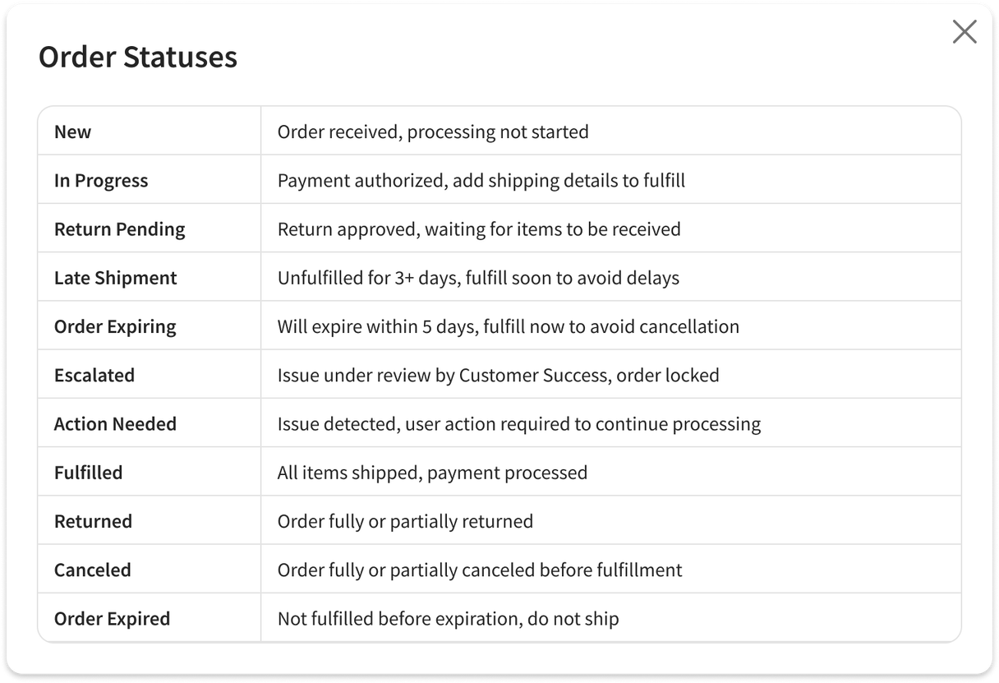 Order Statuses
New Order received, processing not started
In Progress Payment authorized, add shipping details to fulfill
Return Pending Return approved, waiting for items to be received
Late Shipment Unfulfilled for 3+ days, fulfill soon to avoid delays
Order Expiring Will expire within 5 days, fulfill now to avoid cancellation
Escalated Issue under review by Customer Success, order locked
Action Needed Issue detected, user action required to continue processing
Fulfilled All items shipped, payment processed
Returned Order fully or partially returned
Canceled Order fully or partially canceled before fulfillment
Order Expired Not fulfilled before expiration, do not ship